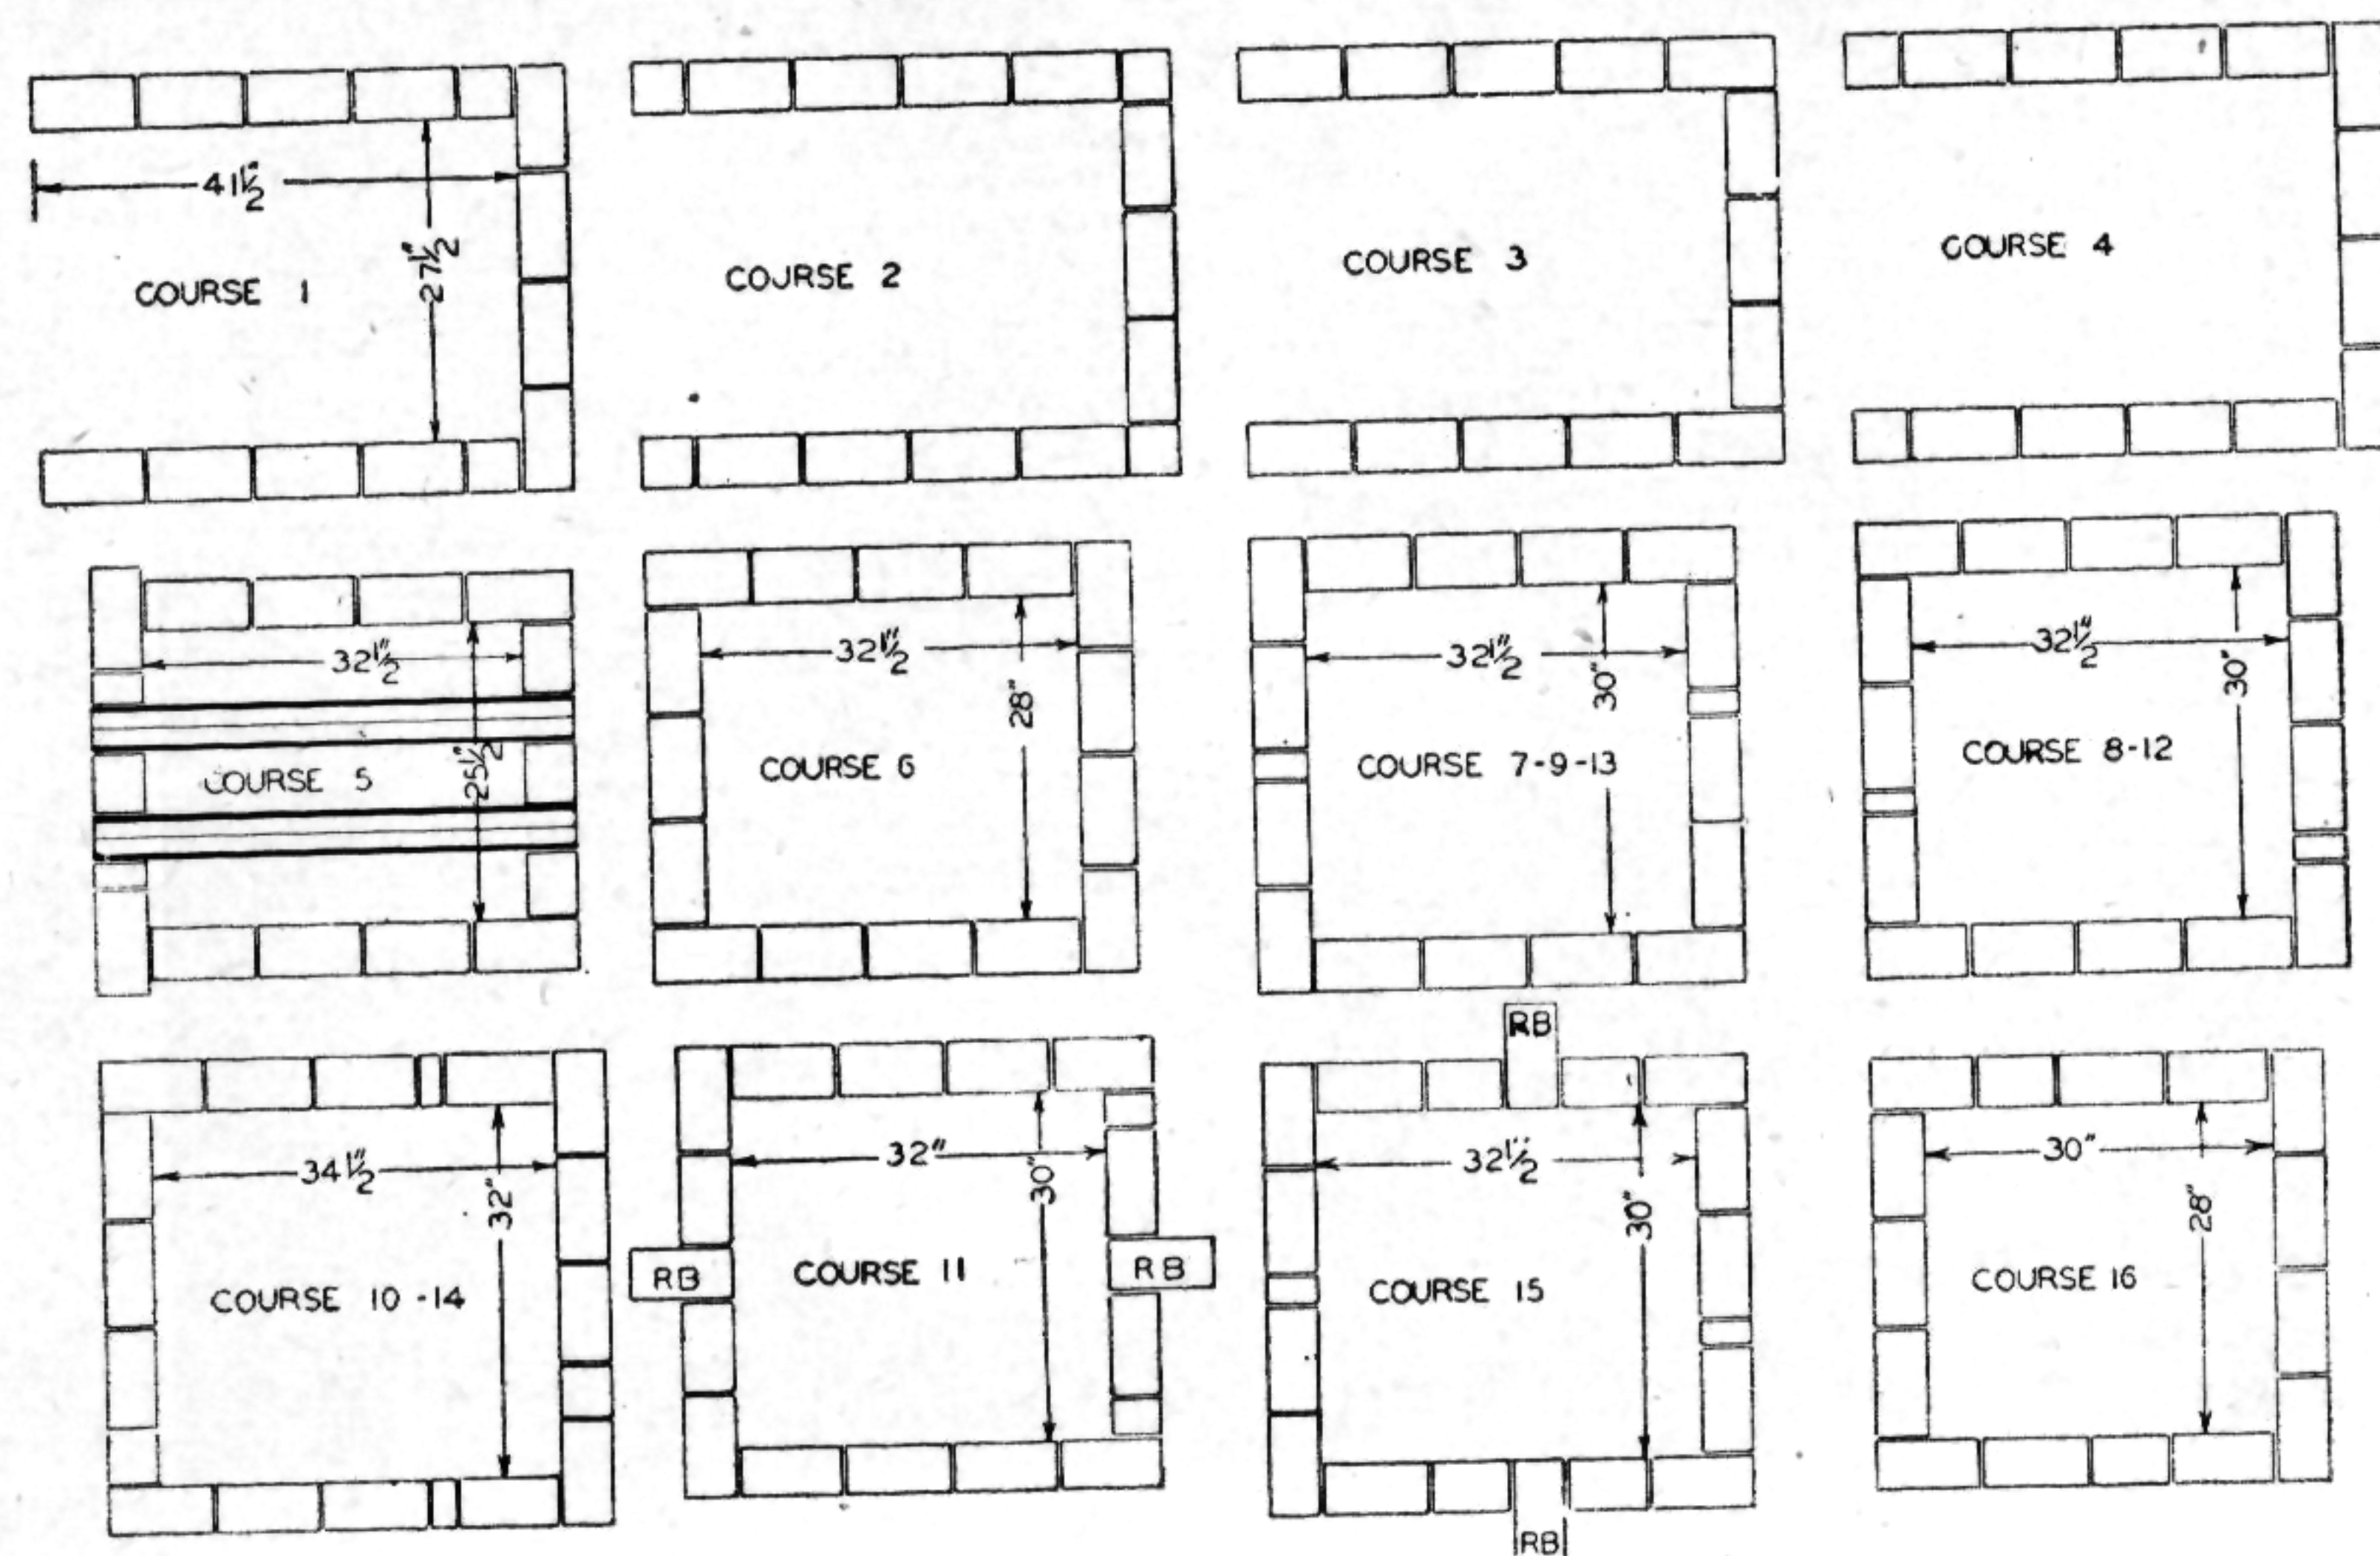 41½"
27½"
COURSE 1
COURSE 2
COURSE 3
COURSE 4
32½"
25½"
COURSE 5
32½"
28"
COURSE 6
32½"
30"
COURSE 7-9-13
32½"
30"
COURSE 8-12
34½"
32"
COURSE 10-14
32"
30"
RB
RB
COURSE 11
RB
32½"
30"
COURSE 15
RB
30"
28"
COURSE 16